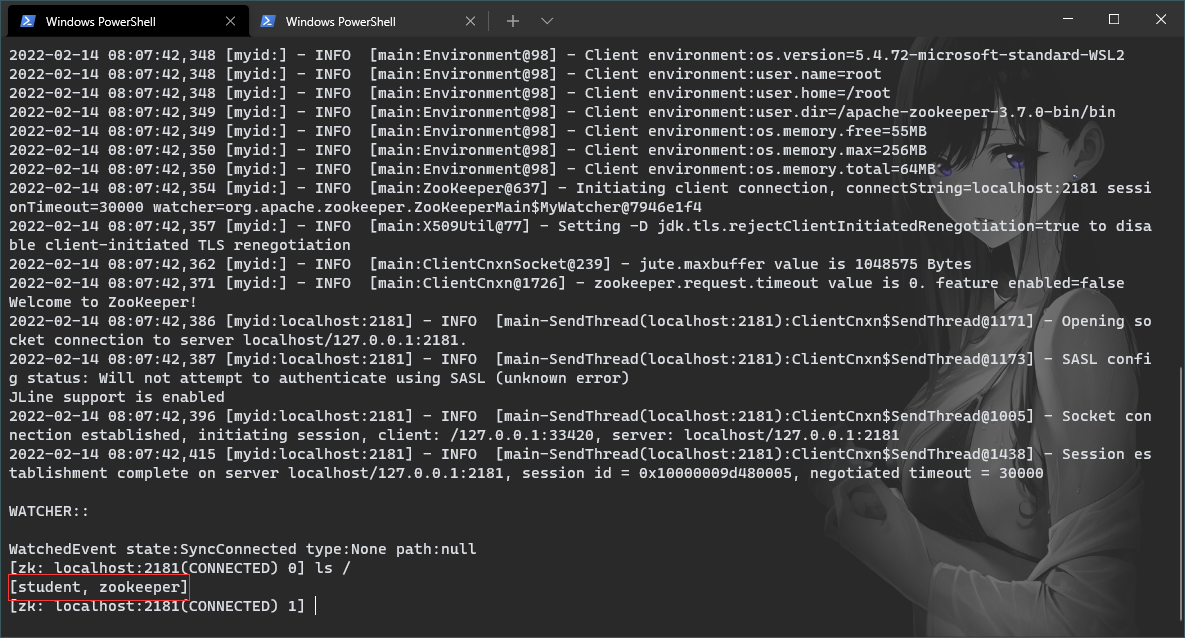 Windows PowerShell
Windows PowerShell
2022-02-14 08:07:42,348 [myid:] - INFO  [main:Environment@98] - Client environment:os.version=5.4.72-microsoft-standard-WSL2
2022-02-14 08:07:42,348 [myid:] - INFO  [main:Environment@98] - Client environment:user.name=root
2022-02-14 08:07:42,348 [myid:] - INFO  [main:Environment@98] - Client environment:user.home=/root
2022-02-14 08:07:42,349 [myid:] - INFO  [main:Environment@98] - Client environment:user.dir=/apache-zookeeper-3.7.0-bin/bin
2022-02-14 08:07:42,349 [myid:] - INFO  [main:Environment@98] - Client environment:os.memory.free=55MB
2022-02-14 08:07:42,350 [myid:] - INFO  [main:Environment@98] - Client environment:os.memory.max=256MB
2022-02-14 08:07:42,350 [myid:] - INFO  [main:Environment@98] - Client environment:os.memory.total=64MB
2022-02-14 08:07:42,354 [myid:] - INFO  [main:ZooKeeper@637] - Initiating client connection, connectString=localhost:2181 sessi
onTimeout=30000 watcher=org.apache.zookeeper.ZooKeeperMain$MyWatcher@7946e1f4
2022-02-14 08:07:42,357 [myid:] - INFO  [main:X509Util@77] - Setting -D jdk.tls.rejectClientInitiatedRenegotiation=true to disa
ble client-initiated TLS renegotiation
2022-02-14 08:07:42,362 [myid:] - INFO  [main:ClientCnxnSocket@239] - jute.maxbuffer value is 1048575 Bytes
2022-02-14 08:07:42,371 [myid:] - INFO  [main:ClientCnxn@1726] - zookeeper.request.timeout value is 0. feature enabled=false
Welcome to ZooKeeper!
2022-02-14 08:07:42,386 [myid:localhost:2181] - INFO  [main-SendThread(localhost:2181):ClientCnxn$SendThread@1171] - Opening so
cket connection to server localhost/127.0.0.1:2181.
2022-02-14 08:07:42,387 [myid:localhost:2181] - INFO  [main-SendThread(localhost:2181):ClientCnxn$SendThread@1173] - SASL confi
g status: Will not attempt to authenticate using SASL (unknown error)
JLine support is enabled
2022-02-14 08:07:42,396 [myid:localhost:2181] - INFO  [main-SendThread(localhost:2181):ClientCnxn$SendThread@1005] - Socket con
nection established, initiating session, client: /127.0.0.1:33420, server: localhost/127.0.0.1:2181
2022-02-14 08:07:42,415 [myid:localhost:2181] - INFO  [main-SendThread(localhost:2181):ClientCnxn$SendThread@1438] - Session es
tablishment complete on server localhost/127.0.0.1:2181, session id = 0x10000009d480005, negotiated timeout = 30000
WATCHER::
WatchedEvent state:SyncConnected type:None path:null
[zk: localhost:2181(CONNECTED) 0] ls /
[student, zookeeper]
[zk: localhost:2181(CONNECTED) 1]